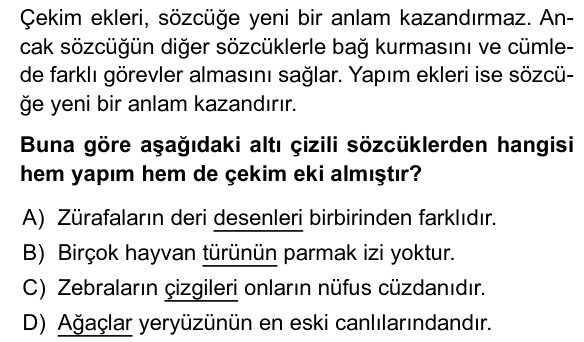 Çekim ekleri, sözcüğe yeni bir anlam kazandırmaz. An-
cak sözcüğün diğer sözcüklerle bağ kurmasını ve cümle-
de farklı görevler almasını sağlar. Yapım ekleri ise sözcü-
ğe yeni bir anlam kazandırır.
Buna göre aşağıdaki altı çizili sözcüklerden hangisi
hem yapım hem de çekim eki almıştır?
A) Zürafaların deri desenleri birbirinden farklıdır.
B) Birçok hayvan türünün parmak izi yoktur.
C) Zebraların çizgileri onların nüfus cüzdanıdır.
D) Ağaçlar yeryüzünün en eski canlılarındandır.